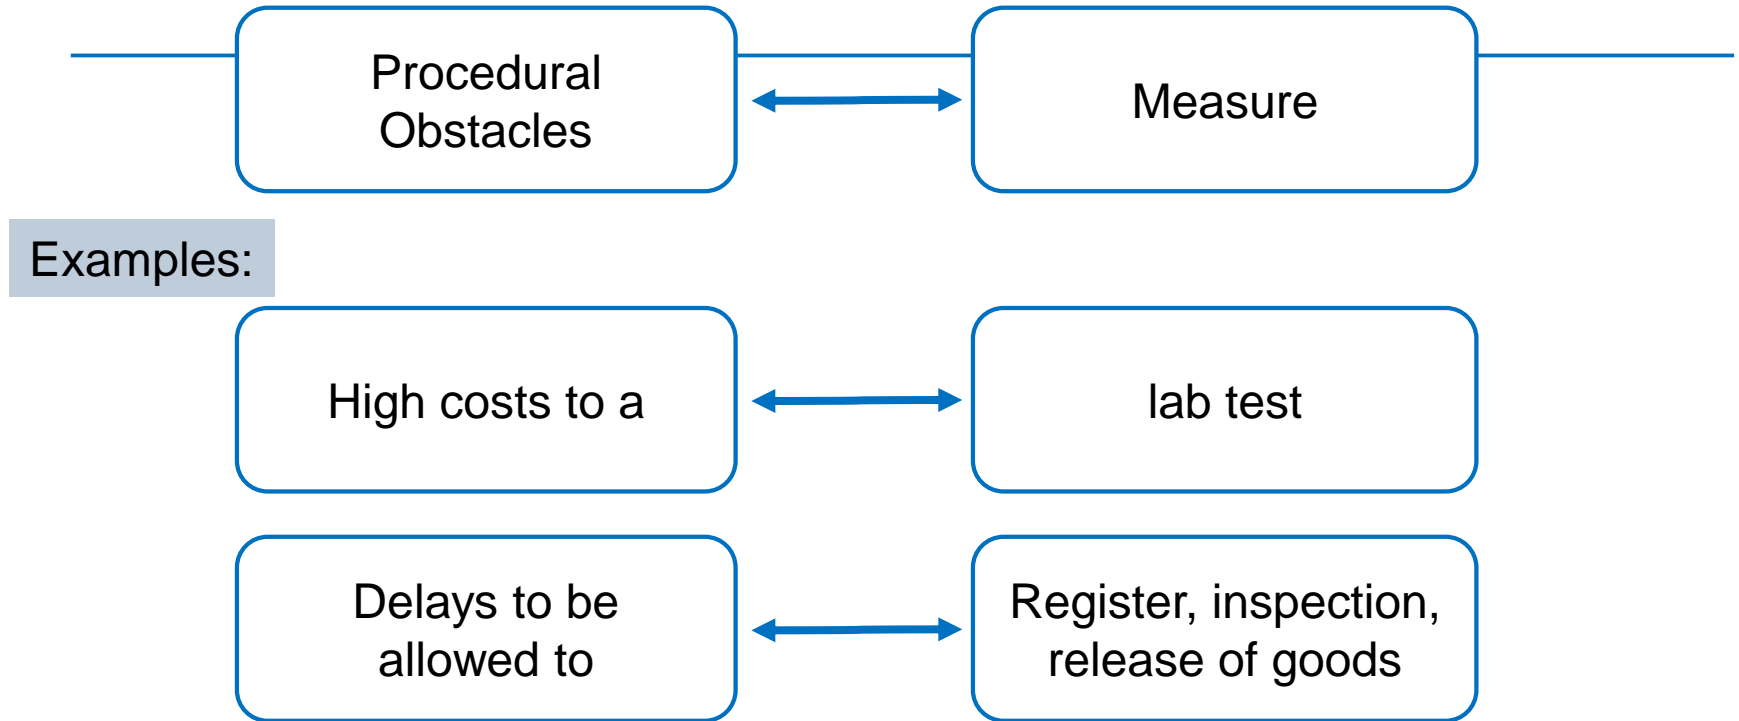 Procedural
Obstacles
Measure
Examples:
High costs to a
lab test
Delays to be
allowed to
Register, inspection,
release of goods